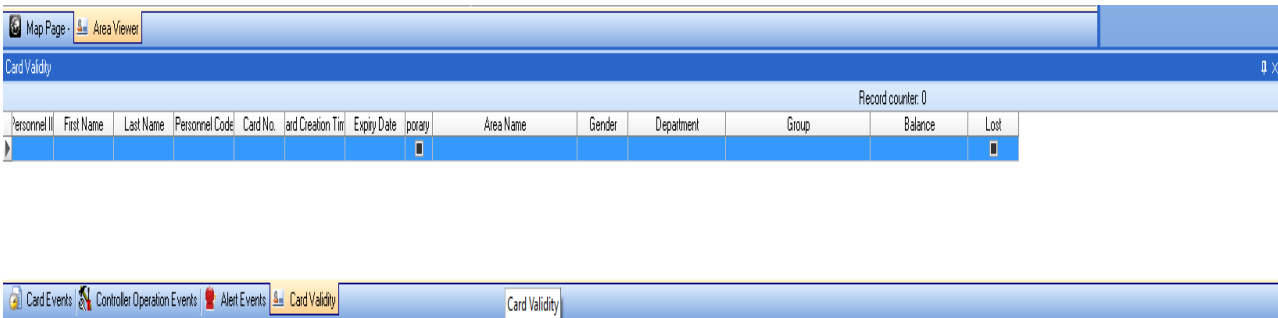 Map Page - Area Viewer
Card Validity
Record counter: 0
Personnel II First Name Last Name Personnel Code Card No. ard Creation Tim Expiry Date porary Area Name Gender Department Group Balance Lost
Card Events Controller Operation Events Alert Events Card Validity Card Validity